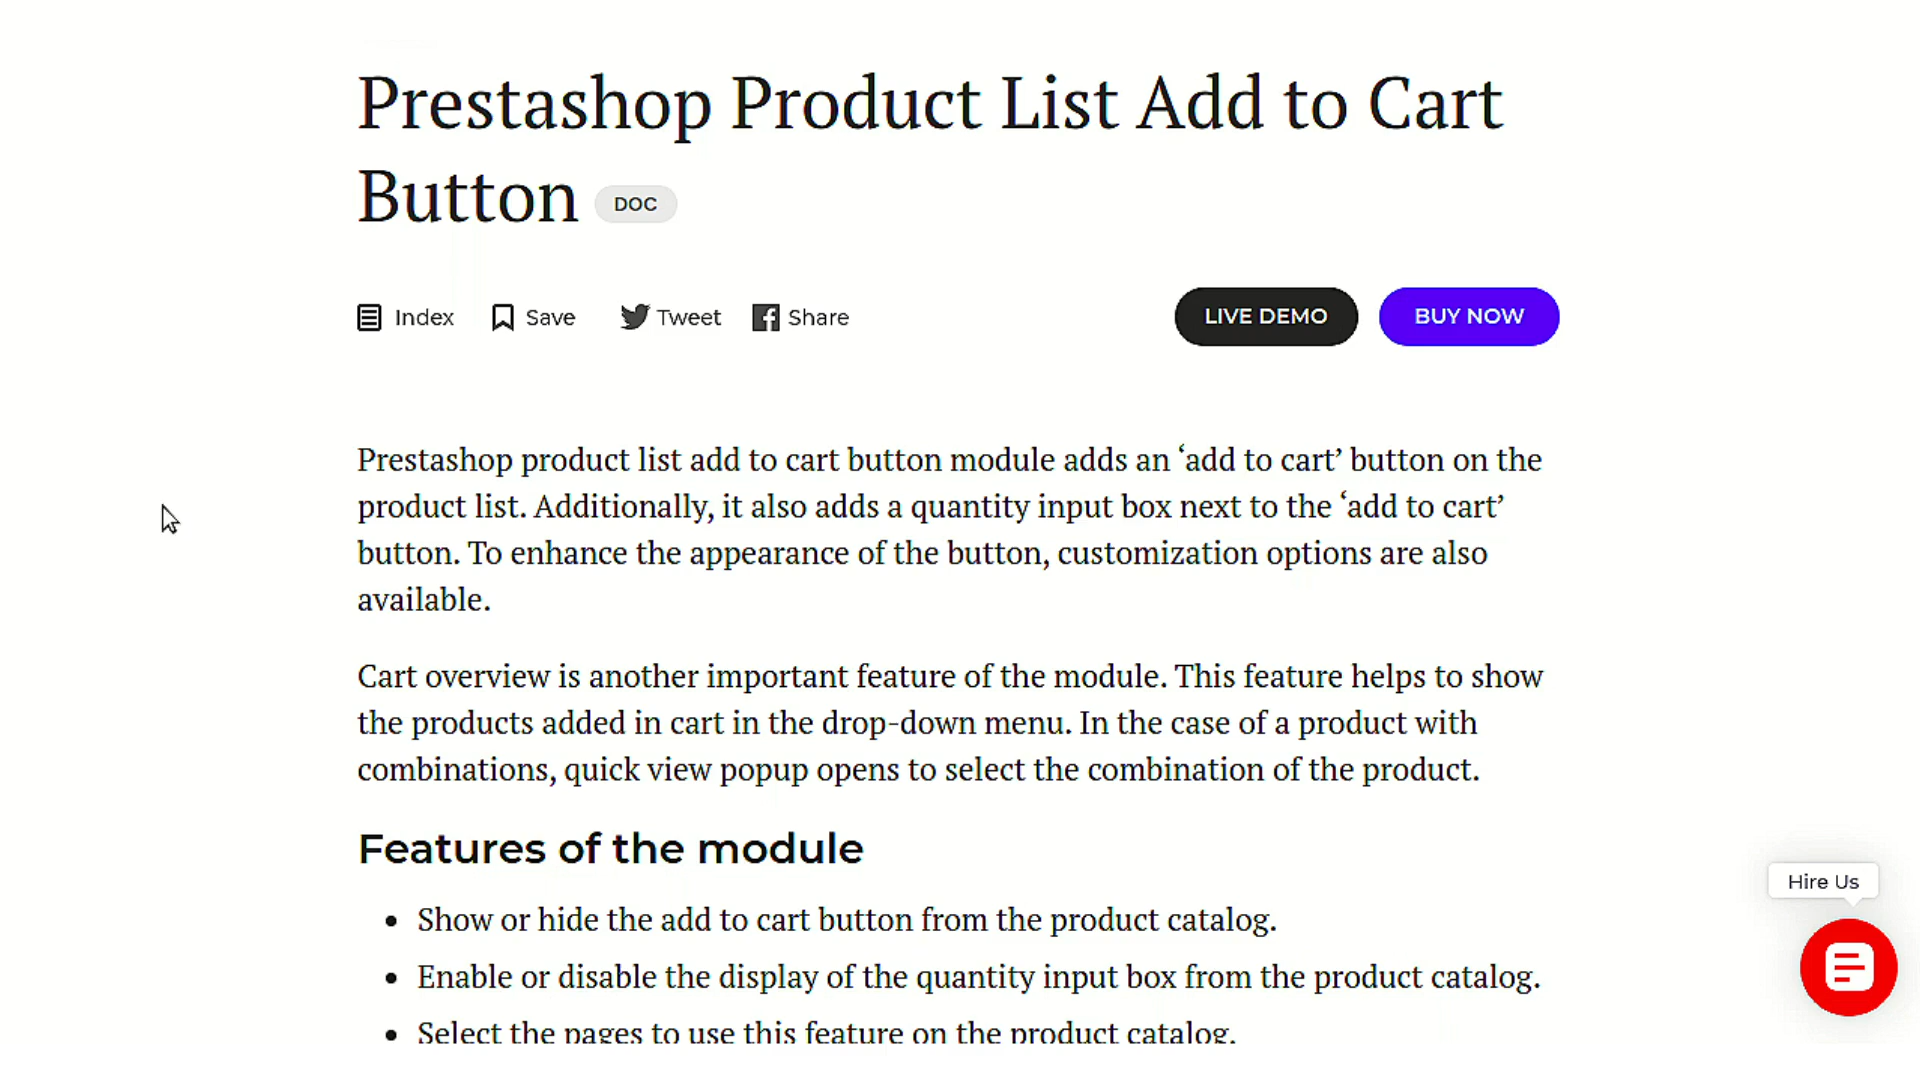 Prestashop Product List Add to Cart
Button DOC
Index Save Tweet Share LIVE DEMO BUY NOW
Prestashop product list add to cart button module adds an ‘add to cart’ button on the
product list. Additionally, it also adds a quantity input box next to the ‘add to cart’
button. To enhance the appearance of the button, customization options are also
available.
Cart overview is another important feature of the module. This feature helps to show
the products added in cart in the drop-down menu. In the case of a product with
combinations, quick view popup opens to select the combination of the product.
Features of the module
Hire Us
• Show or hide the add to cart button from the product catalog.
• Enable or disable the display of the quantity input box from the product catalog.
• Select the pages to use this feature on the product catalog.